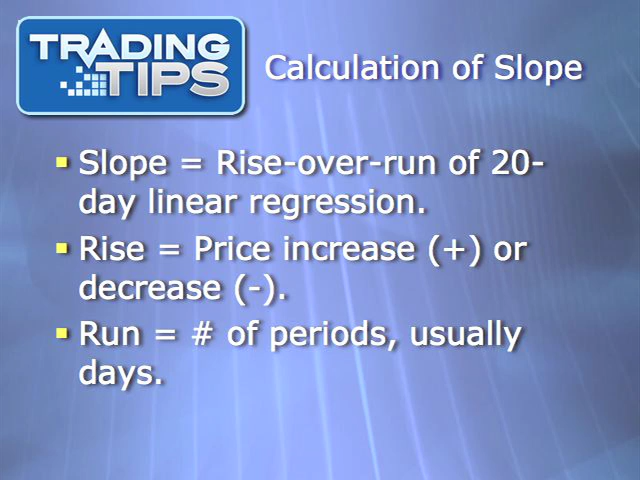 TRADING
TIPS
Calculation of Slope
Slope = Rise-over-run of 20-
day linear regression.
Rise = Price increase (+) or
decrease (-).
Run = # of periods, usually
days.